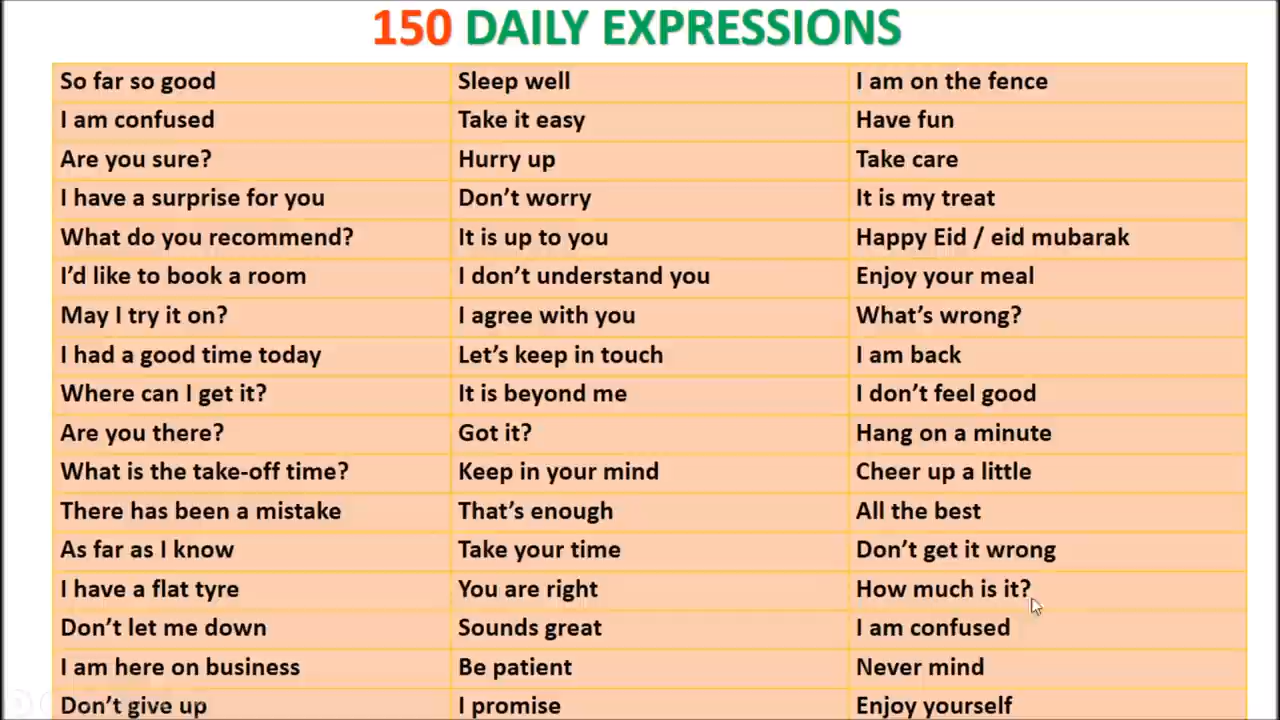 150 DAILY EXPRESSIONS
So far so good Sleep well I am on the fence
I am confused Take it easy Have fun
Are you sure? Hurry up Take care
I have a surprise for you Don’t worry It is my treat
What do you recommend? It is up to you Happy Eid / eid mubarak
I’d like to book a room I don’t understand you Enjoy your meal
May I try it on? I agree with you What’s wrong?
I had a good time today Let’s keep in touch I am back
Where can I get it? It is beyond me I don’t feel good
Are you there? Got it? Hang on a minute
What is the take-off time? Keep in your mind Cheer up a little
There has been a mistake That’s enough All the best
As far as I know Take your time Don’t get it wrong
I have a flat tyre You are right How much is it?
Don’t let me down Sounds great I am confused
I am here on business Be patient Never mind
Don’t give up I promise Enjoy yourself